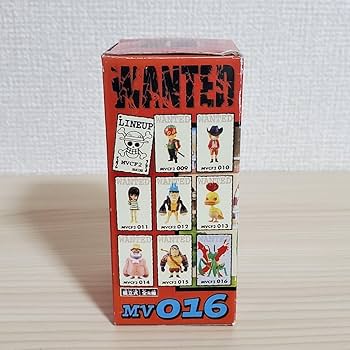 WANTED
LINEUP
MVCF2
WANTED WANTED
MVCF2 009 MVCF2 010
WANTED WANTED WANTED
MVCF2 011 MVCF2 012 MVCF2 013
WANTED WANTED WANTED
MVCF2 014 MVCF2 015 MVCF2 016
MV016